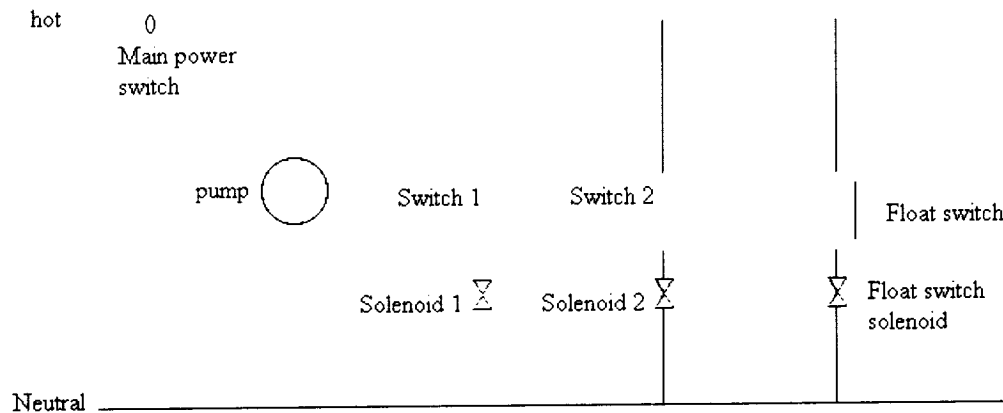 hot
0
Main power
switch
pump
Switch 1
Switch 2
Float switch
Solenoid 1
Solenoid 2
Float switch
solenoid
Neutral